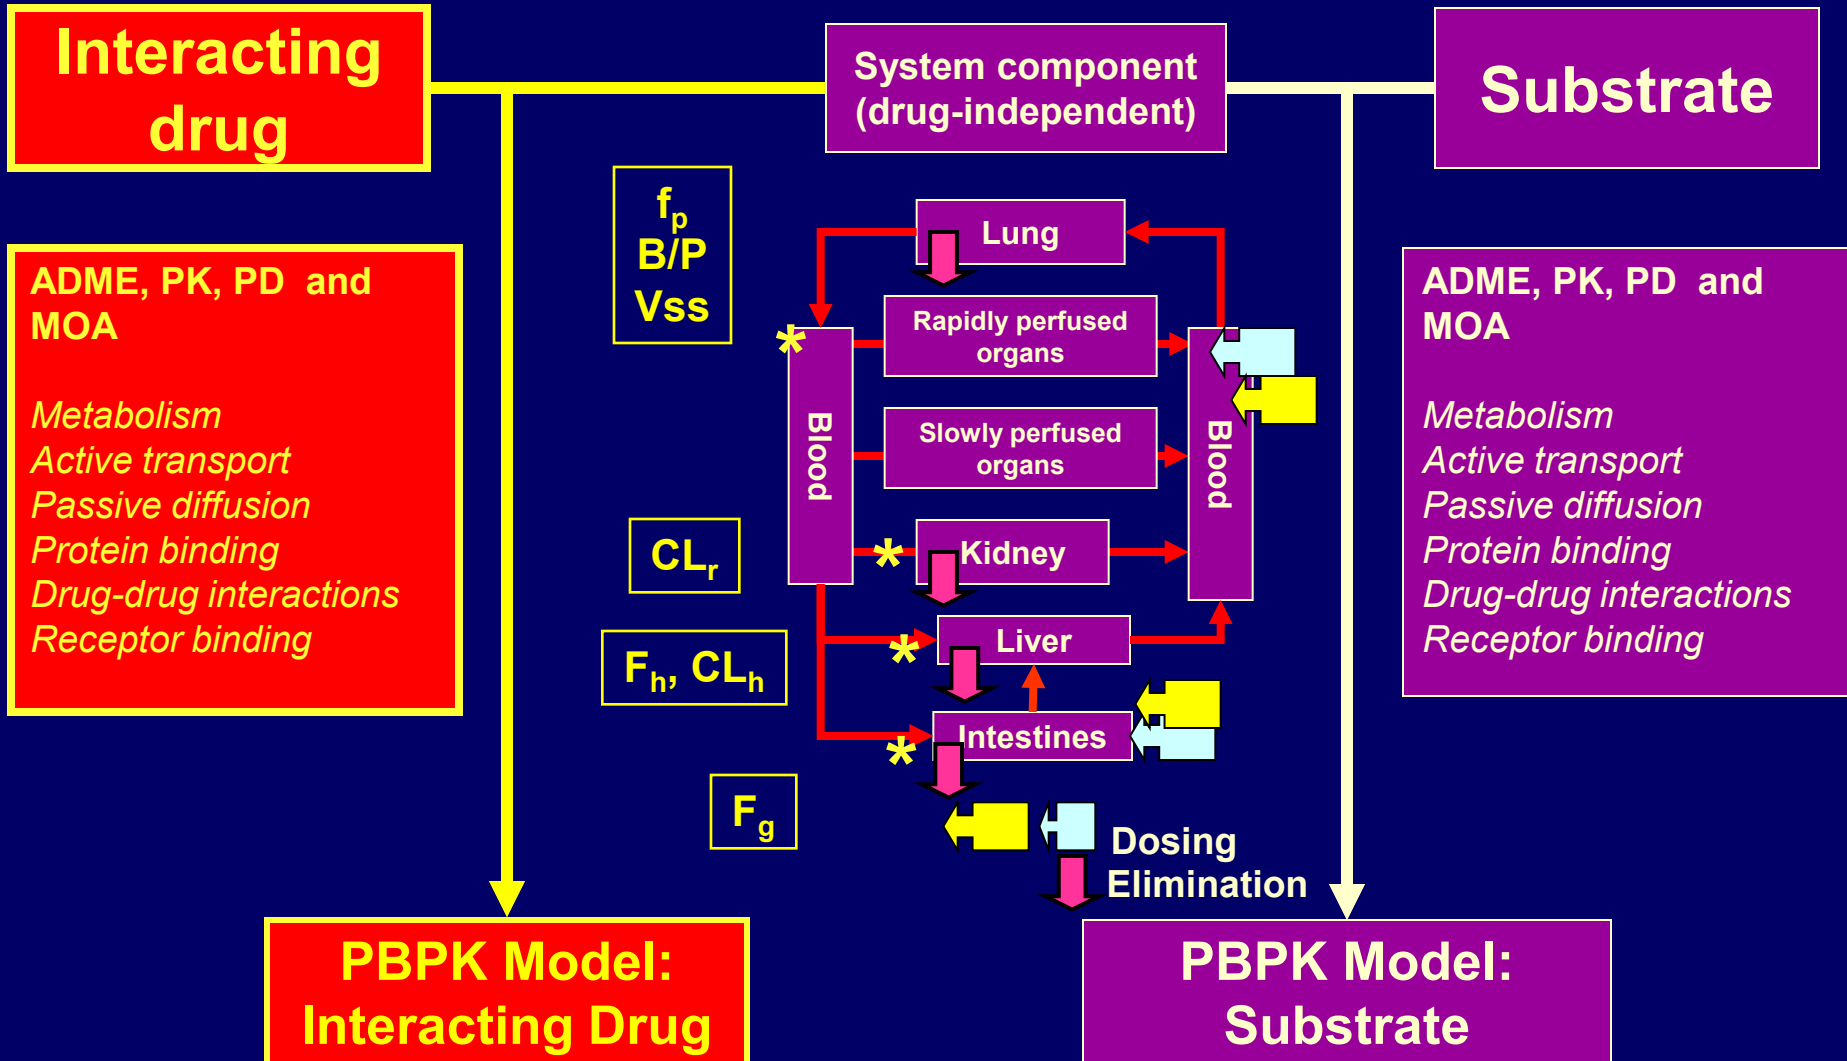 Interacting
drug
System component
(drug-independent)
Substrate
ADME, PK, PD and
MOA
Metabolism
Active transport
Passive diffusion
Protein binding
Drug-drug interactions
Receptor binding
fp
B/P
Vss
CLr
Fh, CLh
Fg
*
*
*
*
Lung
Rapidly perfused
organs
Slowly perfused
organs
Kidney
Liver
Intestines
Blood
Blood
Dosing
Elimination
ADME, PK, PD and
MOA
Metabolism
Active transport
Passive diffusion
Protein binding
Drug-drug interactions
Receptor binding
PBPK Model:
Interacting Drug
PBPK Model:
Substrate